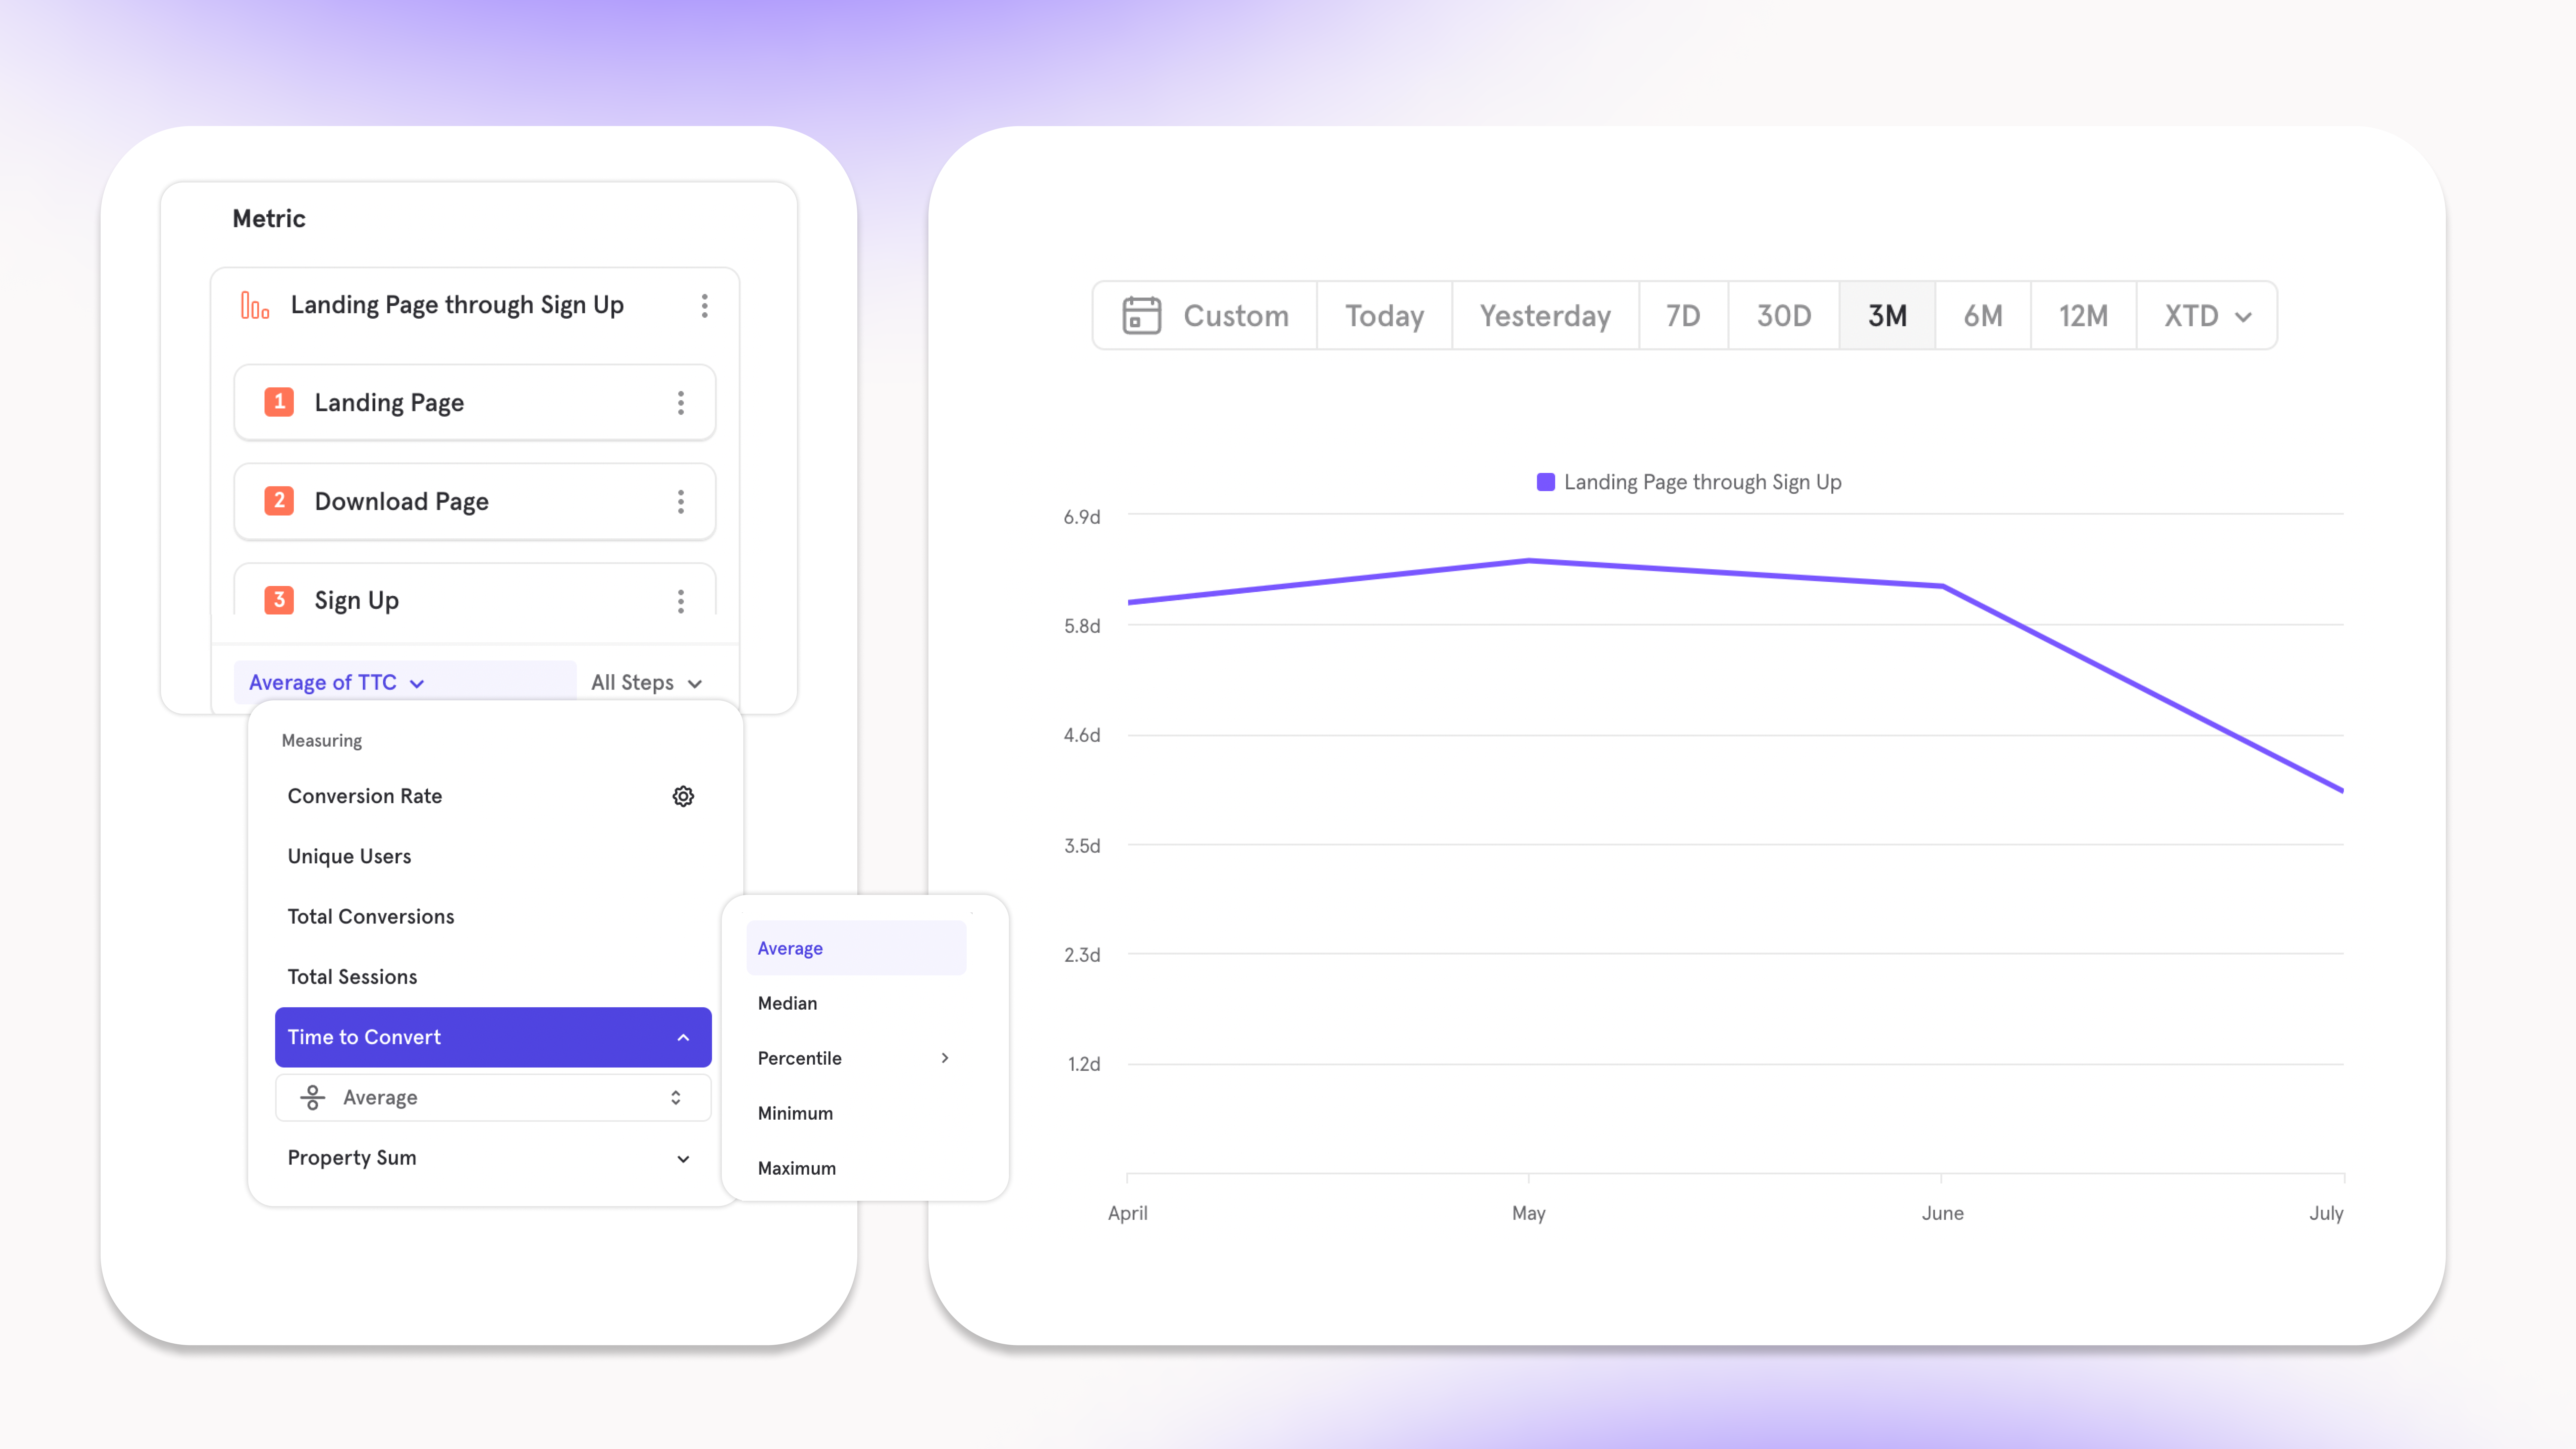 Metric
Landing Page through Sign Up
1 Landing Page
2 Download Page
3 Sign Up
Average of TTC All Steps
Measuring
Conversion Rate
Unique Users
Total Conversions
Total Sessions
Time to Convert
Average
Property Sum
Average
Median
Percentile
Minimum
Maximum
Custom Today Yesterday 7D 30D 3M 6M 12M XTD
Landing Page through Sign Up
6.9d
5.8d
4.6d
3.5d
2.3d
1.2d
April May June July